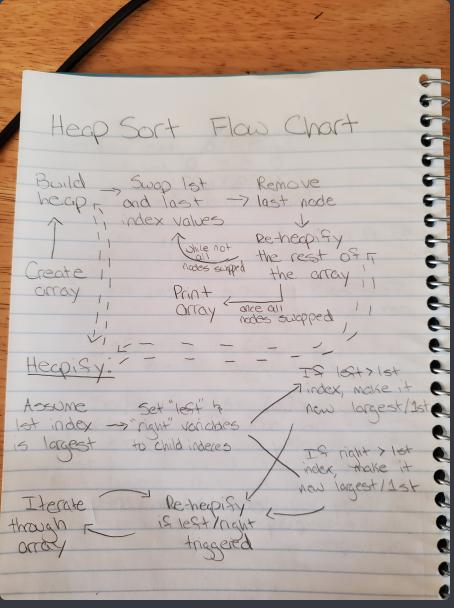 Heap Sort Flow Chart
Build
heap
Swap 1st
and last
index values
Remove
last node
Re-heapify
the rest of
the array
while not
all
nodes swapped
Create
array
Print
array
once all
nodes swapped
Heapify:
Assume
1st index
is largest
Set "left" &
"right" variables
to child indexes
If left > 1st
index, make it
new largest/1st
If right > 1st
index, make it
new largest/1st
Re-heapify
if left/right
triggered
Iterate
through
array